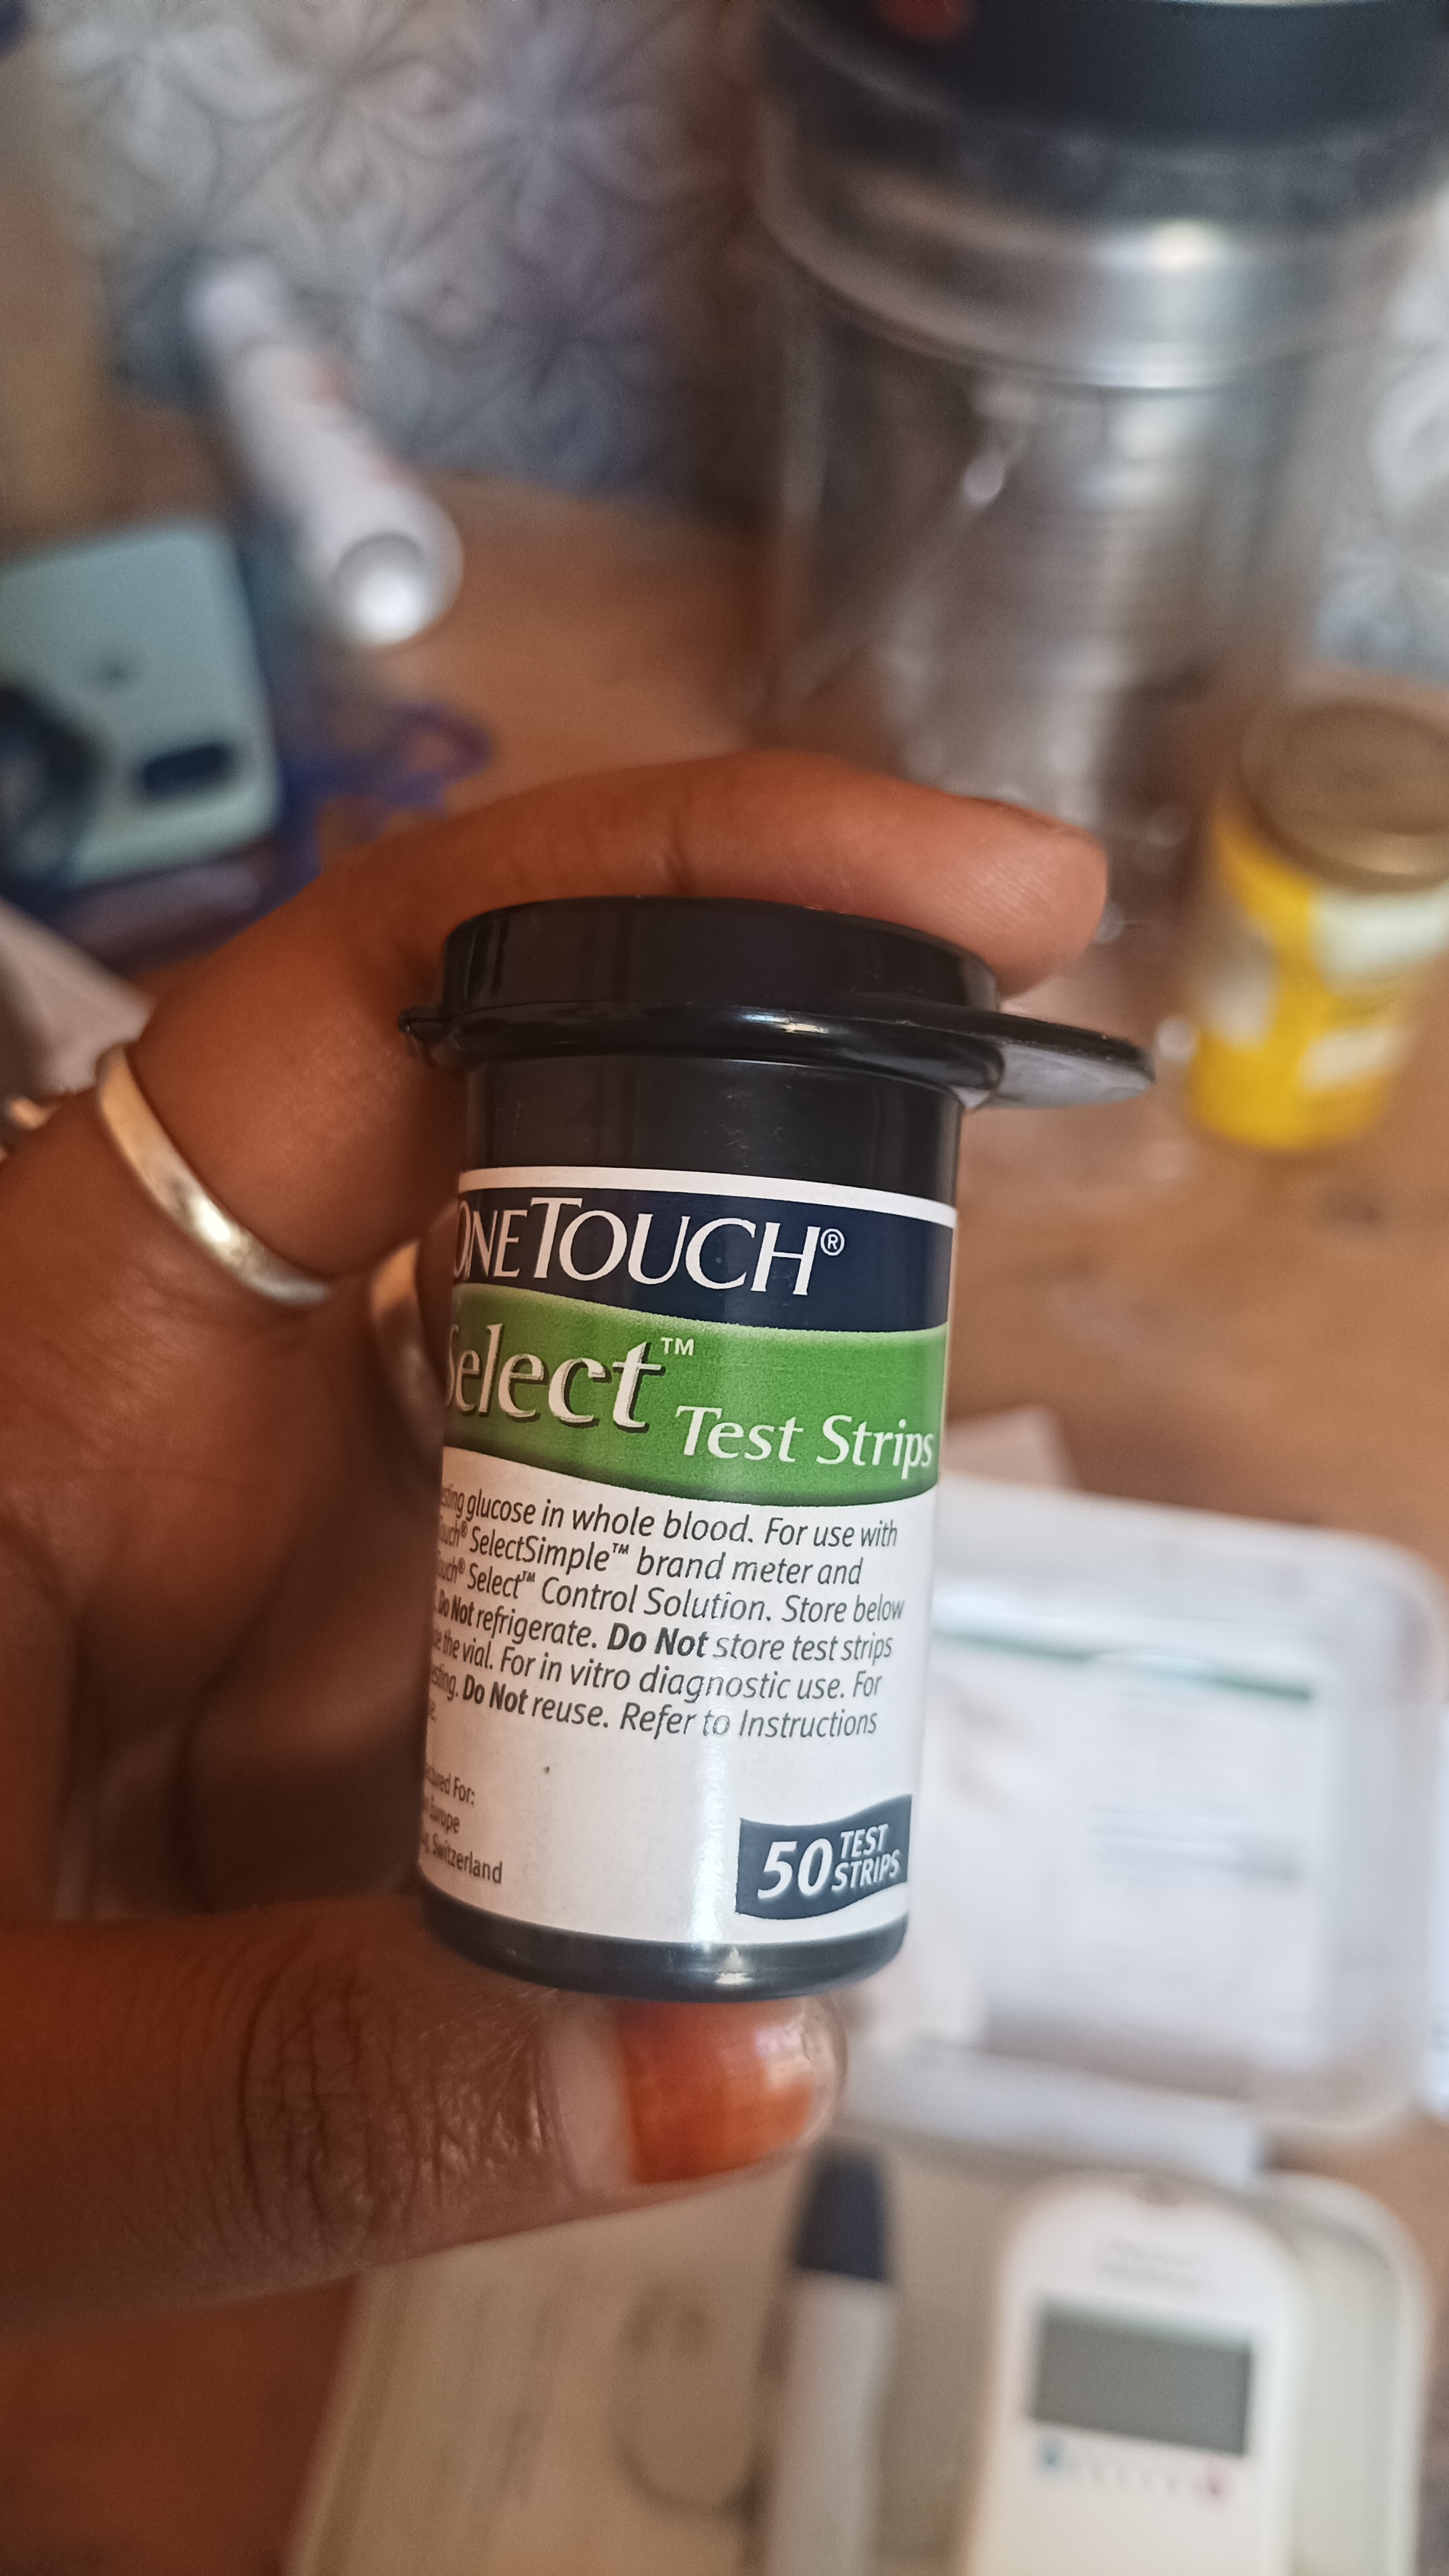 ONETOUCH®
Select™
Test Strips
glucose in whole blood. For use with
SelectSimple™ brand meter and
Select™ Control Solution. Store below
Do Not refrigerate. Do Not store test strips
the vial. For in vitro diagnostic use. For
Do Not reuse. Refer to Instructions
For:
Europe
Switzerland
50 TEST
STRIPS